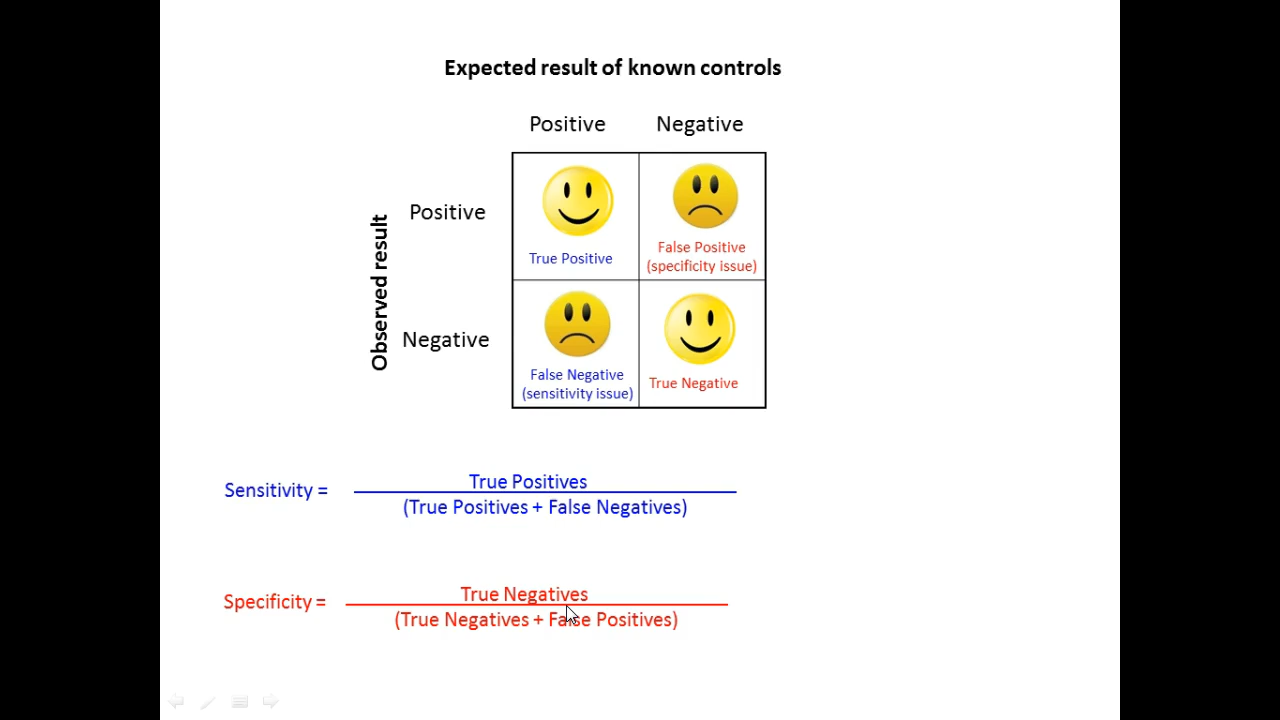 Expected result of known controls
Positive Negative
Observed result
Positive
True Positive
False Positive
(specificity issue)
Negative
False Negative
(sensitivity issue)
True Negative
Sensitivity =
True Positives
(True Positives + False Negatives)
Specificity =
True Negatives
(True Negatives + False Positives)